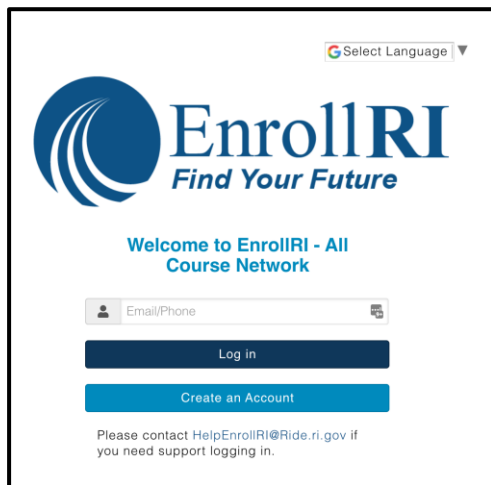 Select Language
EnrollRI
Find Your Future
Welcome to EnrollRI - All
Course Network
Email/Phone
Log in
Create an Account
Please contact HelpEnrollRI@Ride.ri.gov if
you need support logging in.